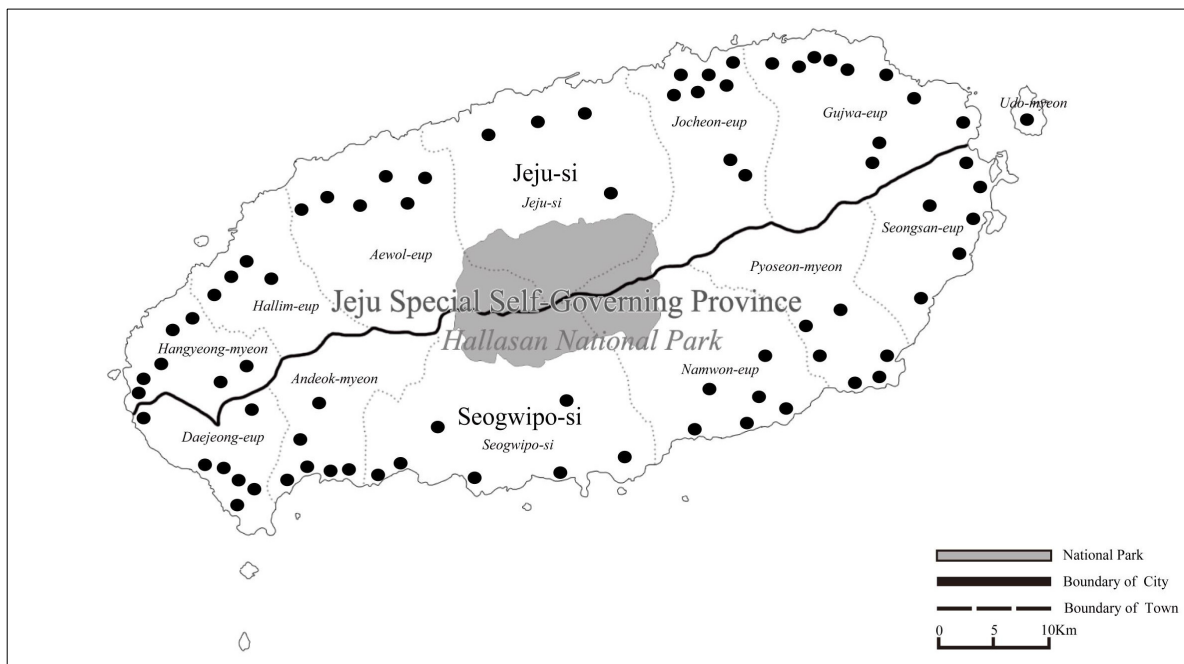 Udo-myeon
Gujwa-eup
Jocheon-eup
Jeju-si
Jeju-si
Seongsan-eup
Aewol-eup
Pyoseon-myeon
Hallim-eup
Jeju Special Self-Governing Province
Hallasan National Park
Hangyeong-myeon
Andeok-myeon
Namwon-eup
Seogwipo-si
Seogwipo-si
Daejeong-eup
National Park
Boundary of City
Boundary of Town
0 5 10Km